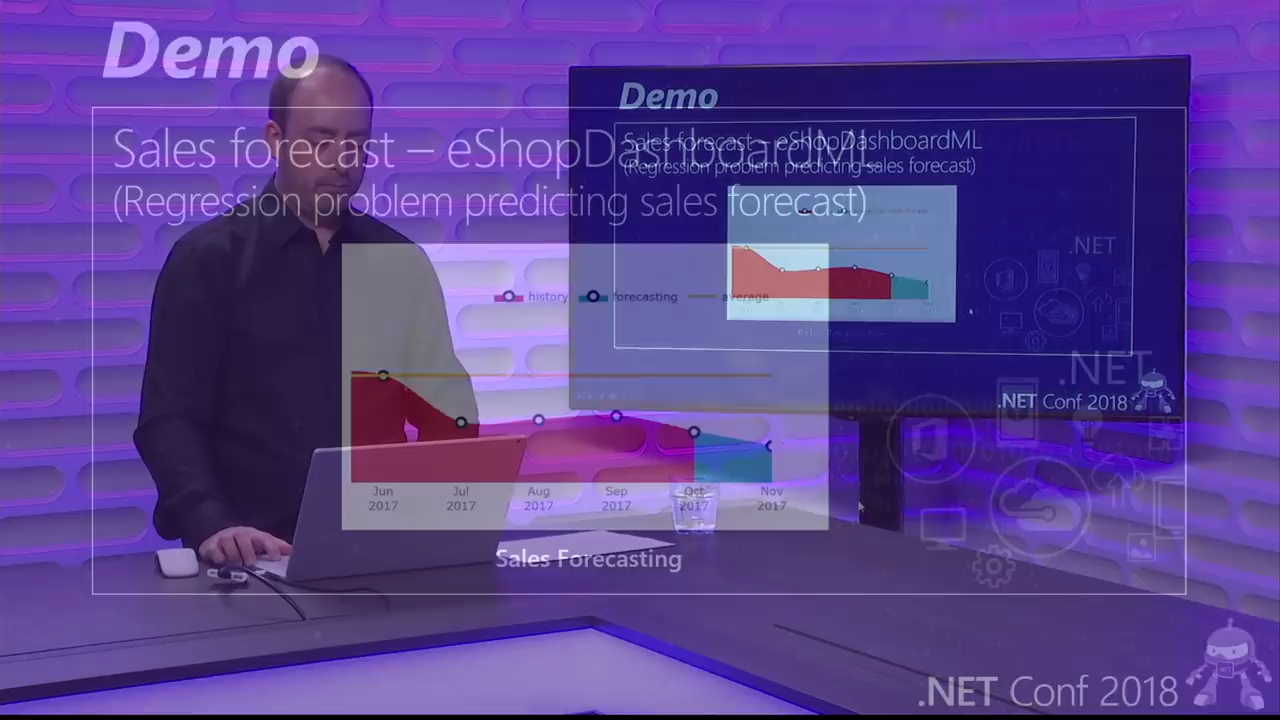 Demo
Sales forecast – eShopDashboardML
(Regression problem predicting sales forecast)
history
forecasting
average
Jun 2017
Jul 2017
Aug 2017
Sep 2017
Oct 2017
Nov 2017
Sales Forecasting
.NET
.NET Conf 2018
Demo
Sales forecast – eShopDashboardML
(Regression problem predicting sales forecast)
.NET
.NET Conf 2018